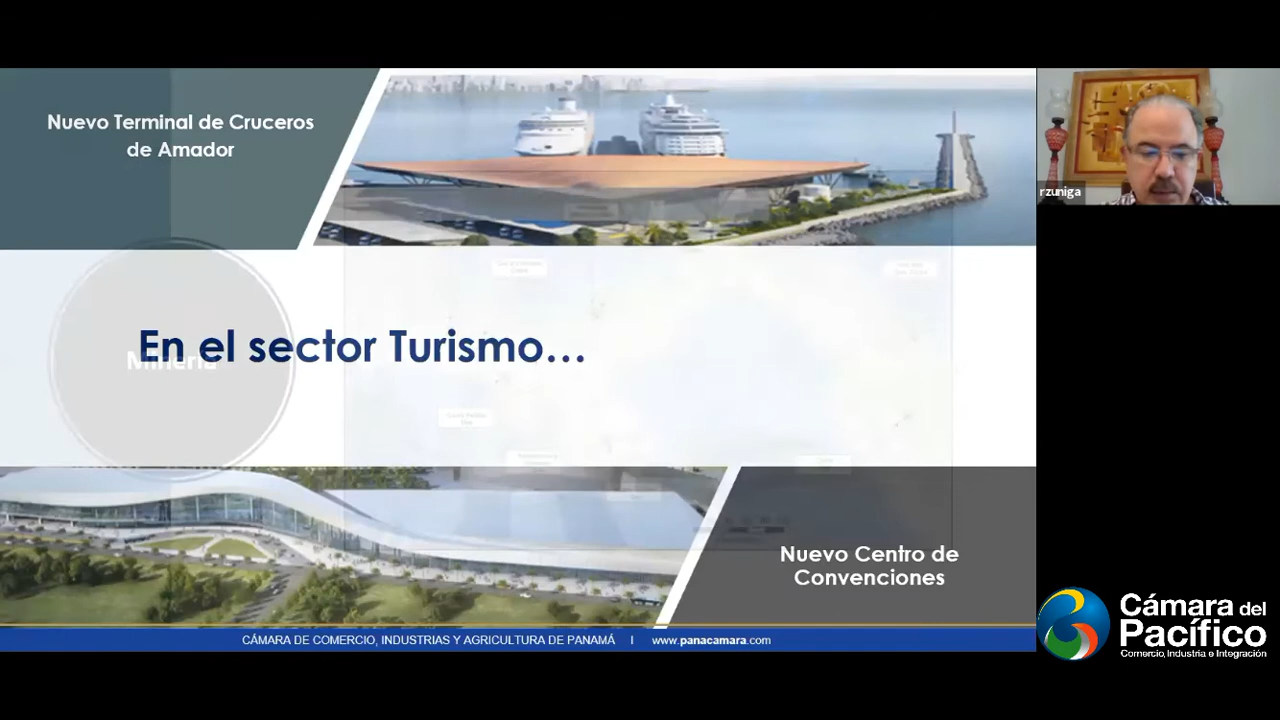 Nuevo Terminal de Cruceros
de Amador
rzuniga
En el sector Turismo...
Minería
Nuevo Centro de
Convenciones
CÁMARA DE COMERCIO, INDUSTRIAS Y AGRICULTURA DE PANAMÁ I www.panacamara.com
Cámara del
Pacífico
Comercio, Industria e Integración